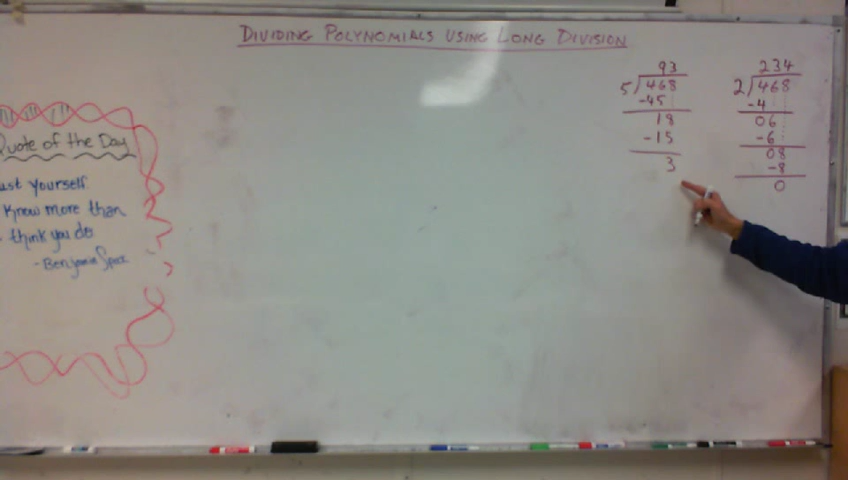 DIVIDING POLYNOMIALS USING LONG DIVISION
Quote of the Day
ust yourself.
Know more than
think you do
-Benjamin Spock
93
5 468
-45
18
-15
3
234
2 468
-4
06
-6
08
-8
0